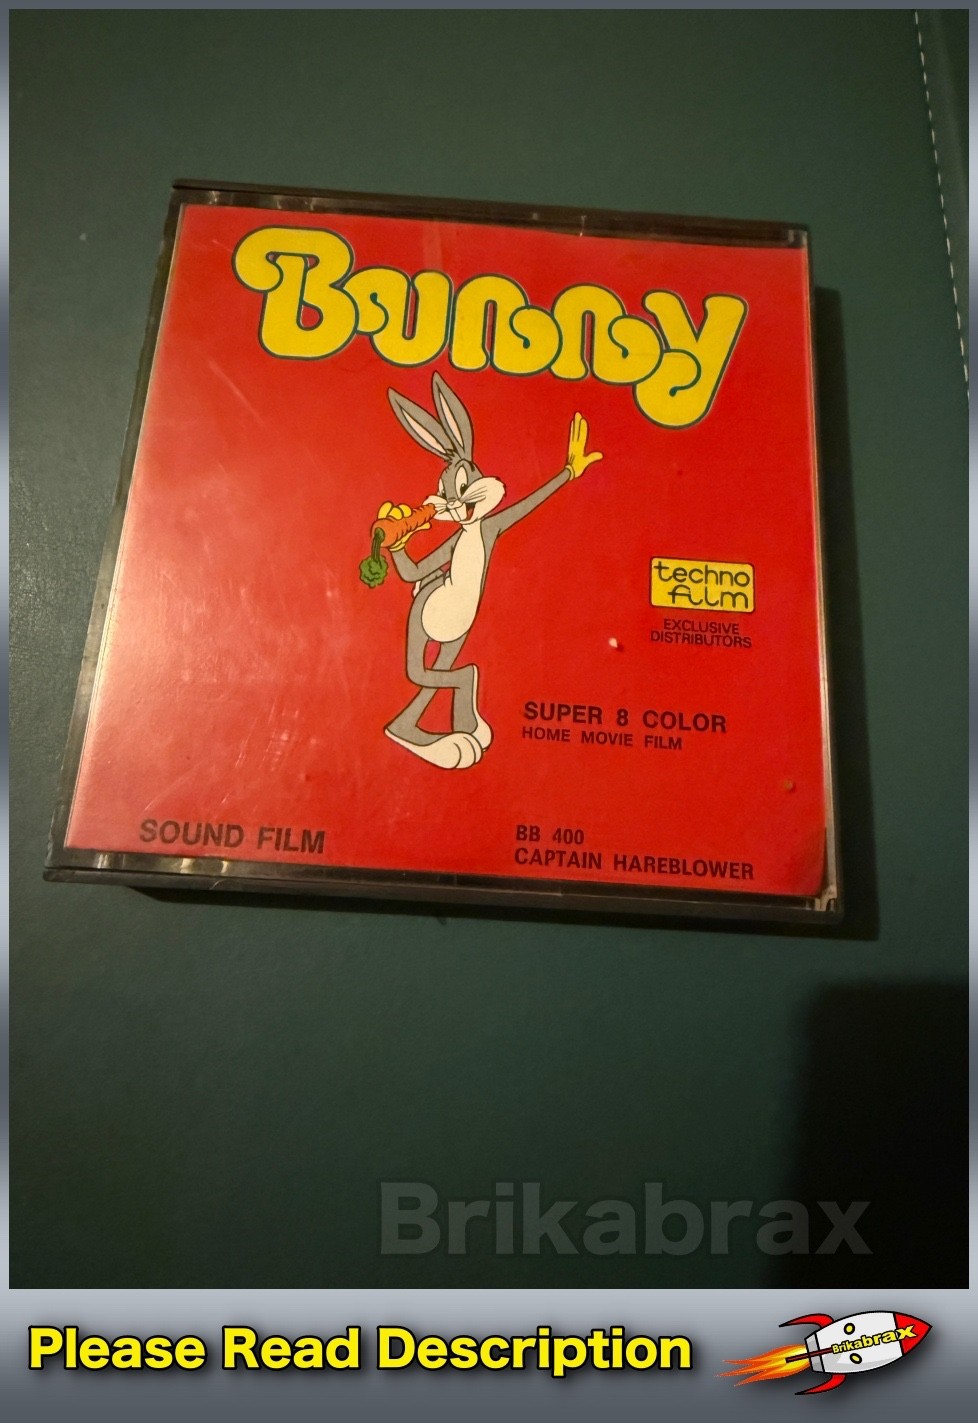 Bunny
techno
film
EXCLUSIVE
DISTRIBUTORS
SUPER 8 COLOR
HOME MOVIE FILM
SOUND FILM
BB 400
CAPTAIN HAREBLOWER
Brikabrax
Please Read Description
Brikabrax